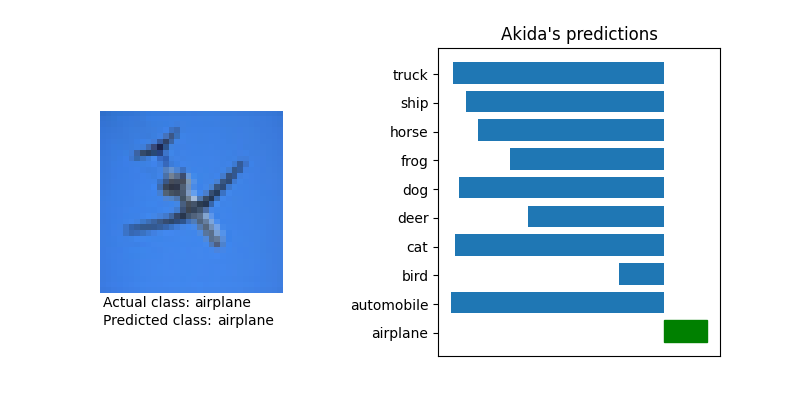 Akida's predictions
truck
ship
horse
frog
dog
deer
cat
bird
automobile
airplane
Actual class: airplane
Predicted class: airplane